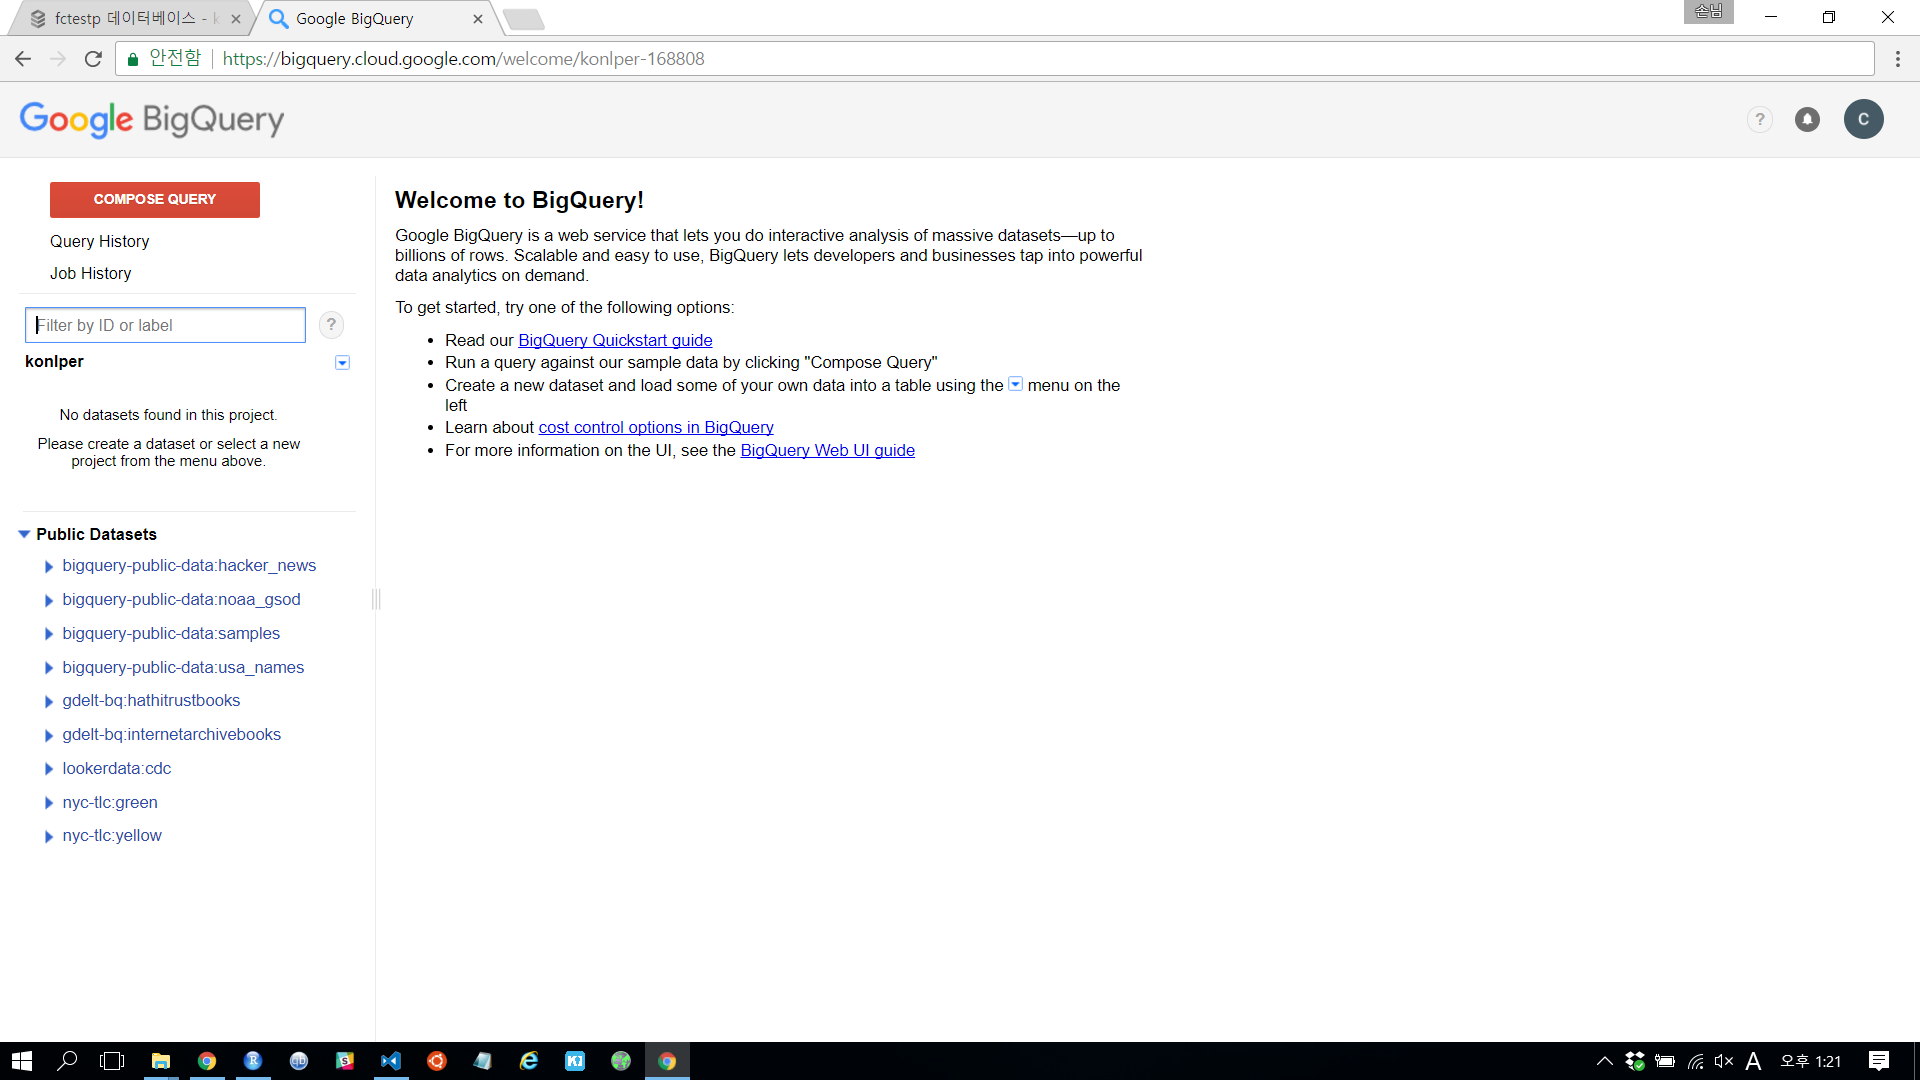 fctestp 데이터베이스 -
Google BigQuery
손님
안전함
https://bigquery.cloud.google.com/welcome/konlper-168808
Google BigQuery
?
C
COMPOSE QUERY
Query History
Job History
Filter by ID or label
?
konlper
No datasets found in this project.
Please create a dataset or select a new
project from the menu above.
Public Datasets
bigquery-public-data:hacker_news
bigquery-public-data:noaa_gsod
bigquery-public-data:samples
bigquery-public-data:usa_names
gdelt-bq:hathitrustbooks
gdelt-bq:internetarchivebooks
lookerdata:cdc
nyc-tlc:green
nyc-tlc:yellow
Welcome to BigQuery!
Google BigQuery is a web service that lets you do interactive analysis of massive datasets—up to
billions of rows. Scalable and easy to use, BigQuery lets developers and businesses tap into powerful
data analytics on demand.
To get started, try one of the following options:
• Read our BigQuery Quickstart guide
• Run a query against our sample data by clicking "Compose Query"
• Create a new dataset and load some of your own data into a table using the menu on the
left
• Learn about cost control options in BigQuery
• For more information on the UI, see the BigQuery Web UI guide
A
오후 1:21